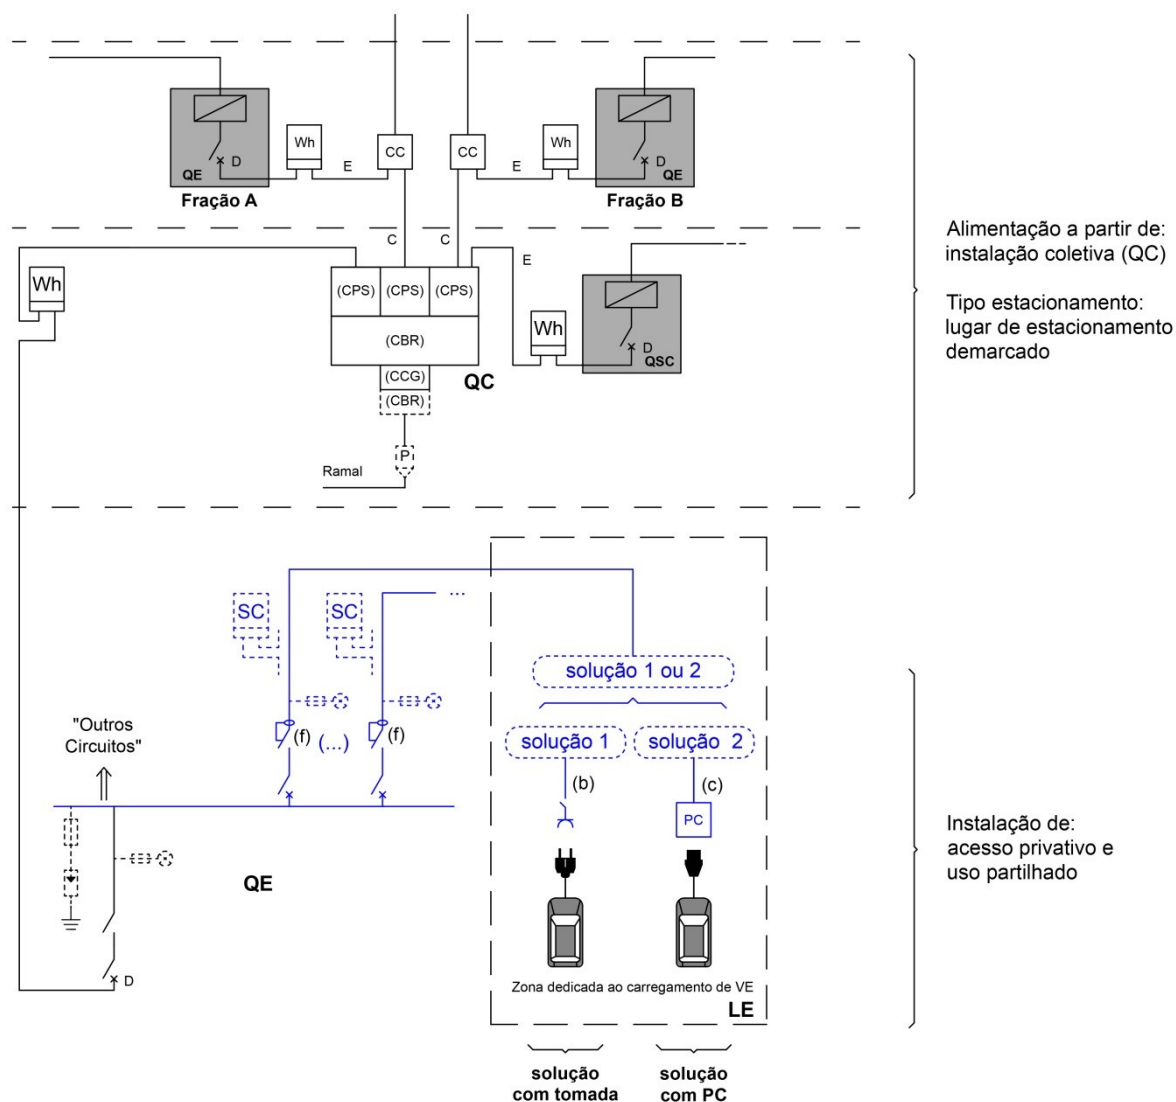 Wh
CC
CC
Wh
D
E
E
D
QE
QE
Fração A
Fração B
C
C
E
Alimentação a partir de:
instalação coletiva (QC)
Tipo estacionamento:
lugar de estacionamento
demarcado
Wh
(CPS)
(CPS)
(CPS)
(CBR)
Wh
D
QSC
(CCG)
QC
(CBR)
P
Ramal
SC
SC
...
solução 1 ou 2
"Outros
Circuitos"
(f)
(...)
(f)
solução 1
solução 2
(b)
(c)
PC
QE
D
Zona dedicada ao carregamento de VE
LE
Instalação de:
acesso privativo e
uso partilhado
solução
com tomada
solução
com PC